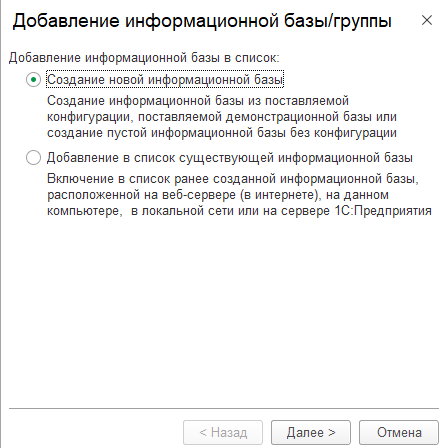 Добавление информационной базы/группы
Добавление информационной базы в список:
Создание новой информационной базы
Создание информационной базы из поставляемой
конфигурации, поставляемой демонстрационной базы или
создание пустой информационной базы без конфигурации
Добавление в список существующей информационной базы
Включение в список ранее созданной информационной базы,
расположенной на веб-сервере (в интернете), на данном
компьютере,  в локальной сети или на сервере 1С:Предприятия
< Назад
Далее >
Отмена